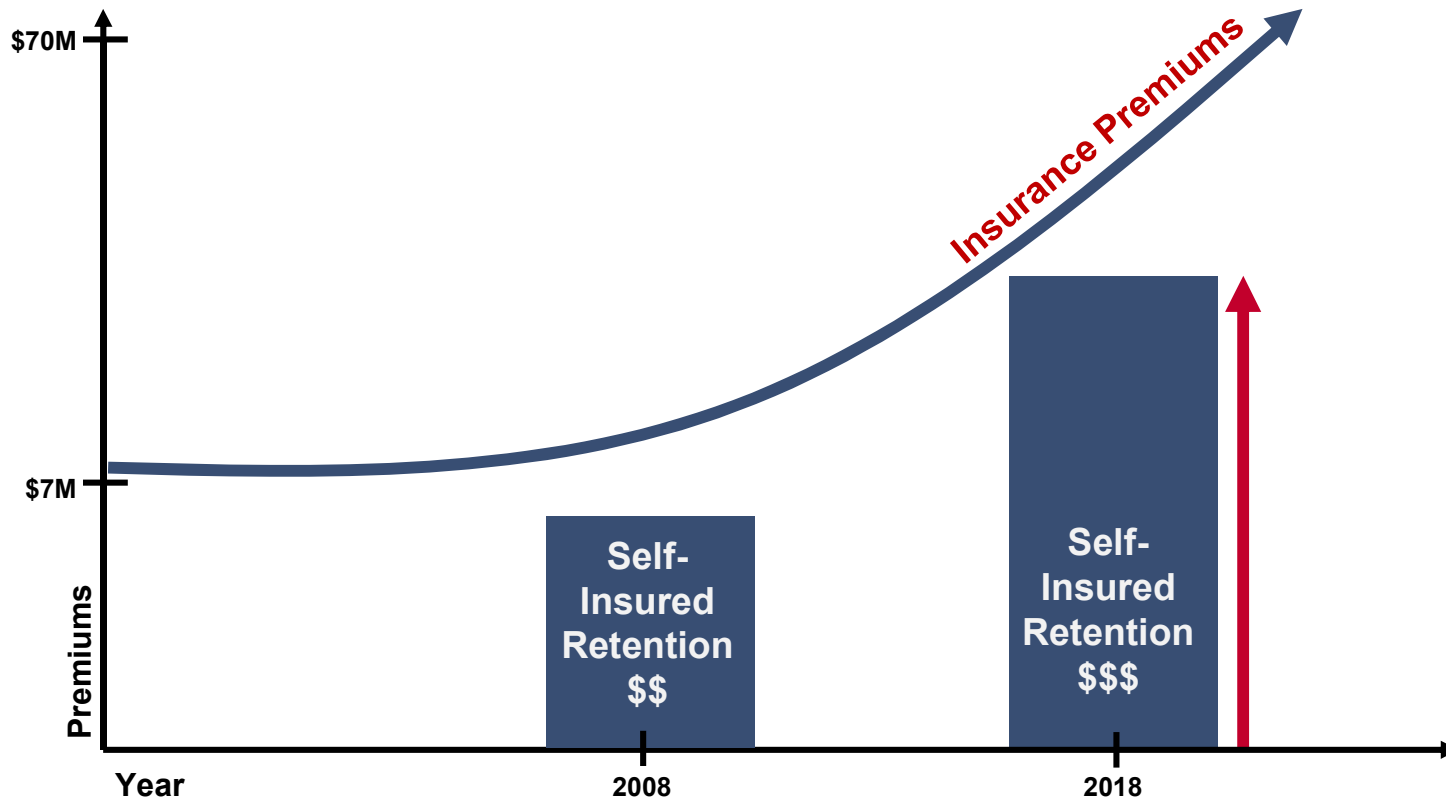 $70M
Insurance Premiums
$7M
Premiums
Self-
Insured
Retention
$$
Self-
Insured
Retention
$$$
Year
2008
2018